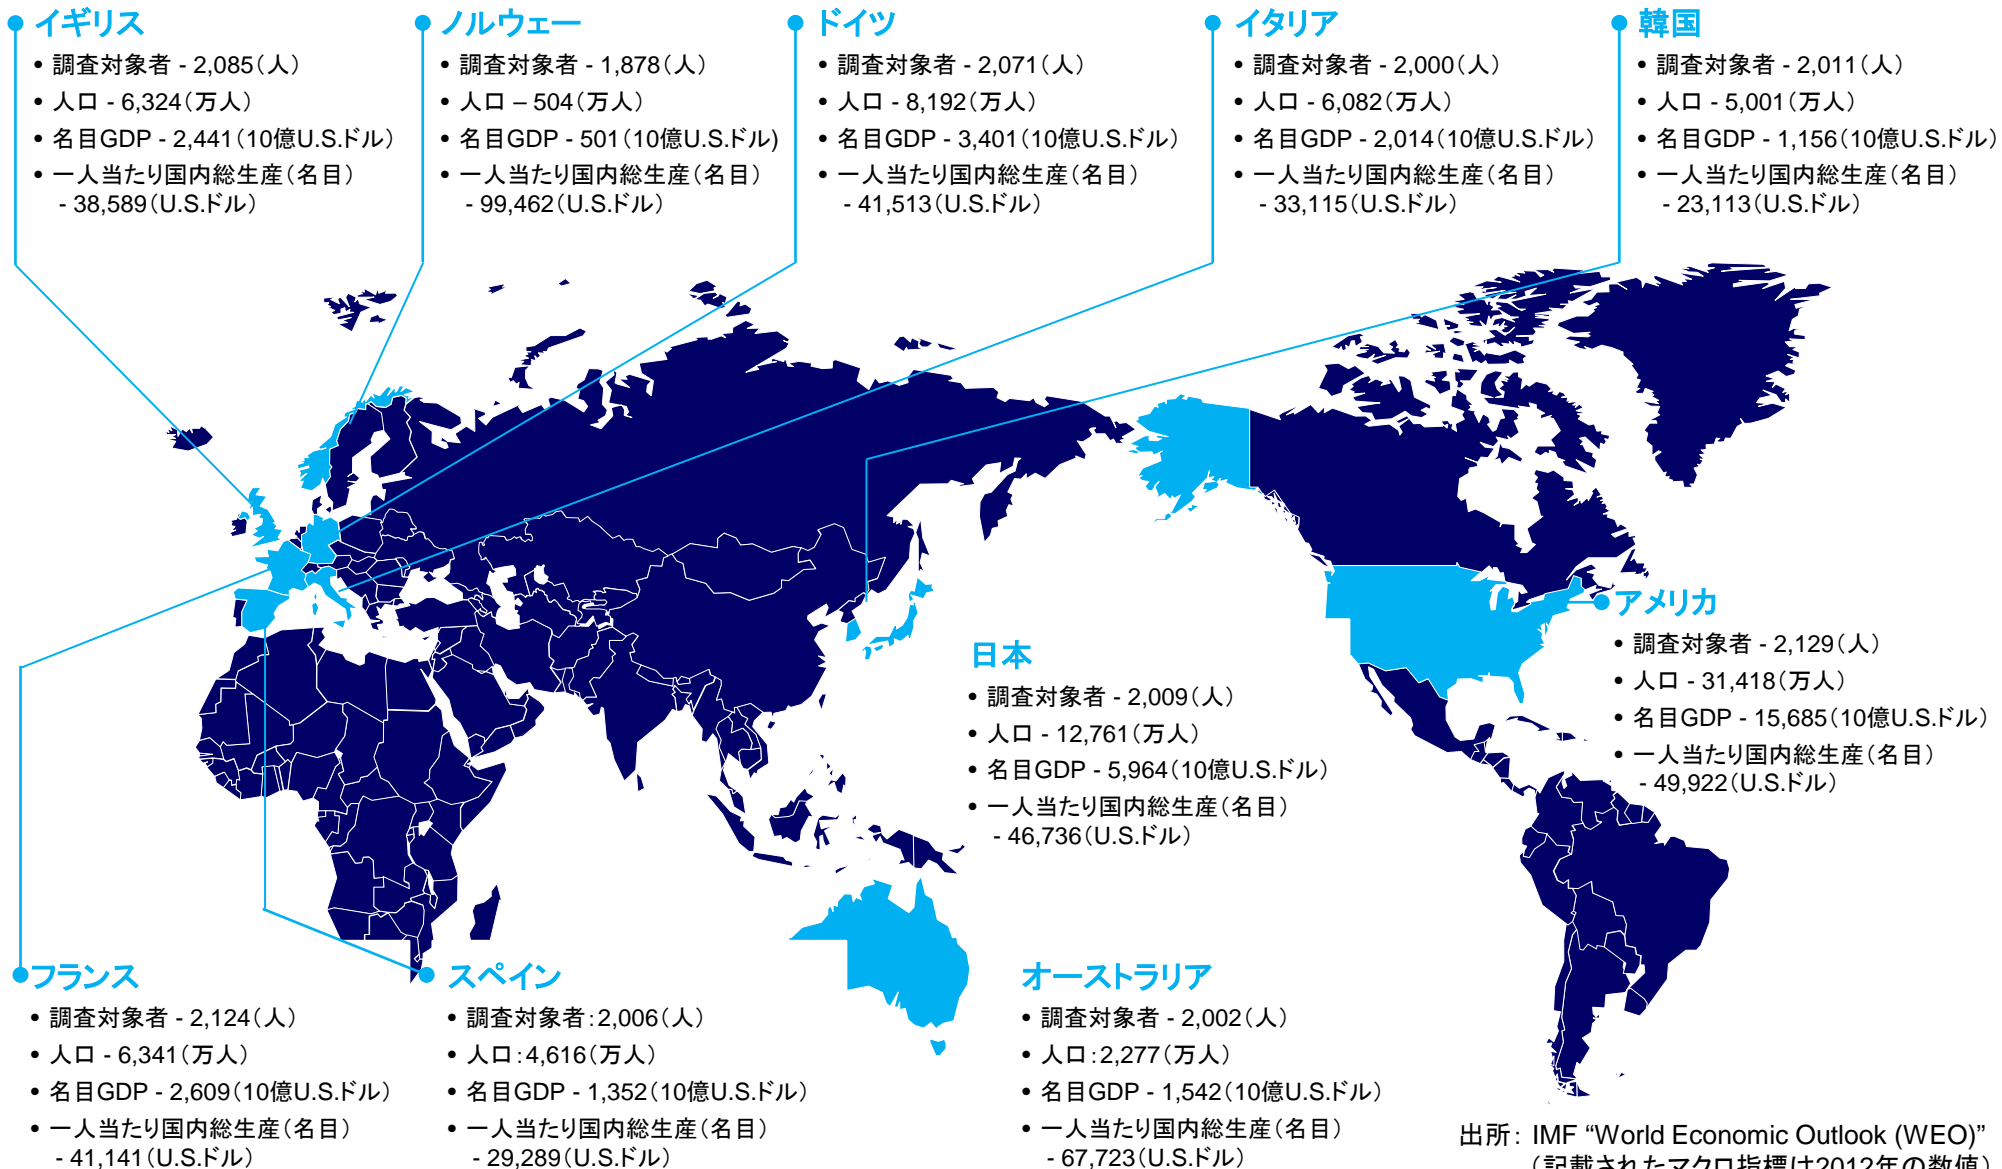 イギリス
• 調査対象者 - 2,085(人)
• 人口 - 6,324(万人)
• 名目GDP - 2,441(10億U.S.ドル)
• 一人当たり国内総生産(名目)
- 38,589(U.S.ドル)
ノルウェー
• 調査対象者 - 1,878(人)
• 人口 – 504(万人)
• 名目GDP - 501(10億U.S.ドル)
• 一人当たり国内総生産(名目)
- 99,462(U.S.ドル)
ドイツ
• 調査対象者 - 2,071(人)
• 人口 - 8,192(万人)
• 名目GDP - 3,401(10億U.S.ドル)
• 一人当たり国内総生産(名目)
- 41,513(U.S.ドル)
イタリア
• 調査対象者 - 2,000(人)
• 人口 - 6,082(万人)
• 名目GDP - 2,014(10億U.S.ドル)
• 一人当たり国内総生産(名目)
- 33,115(U.S.ドル)
韓国
• 調査対象者 - 2,011(人)
• 人口 - 5,001(万人)
• 名目GDP - 1,156(10億U.S.ドル)
• 一人当たり国内総生産(名目)
- 23,113(U.S.ドル)
日本
• 調査対象者 - 2,009(人)
• 人口 - 12,761(万人)
• 名目GDP - 5,964(10億U.S.ドル)
• 一人当たり国内総生産(名目)
- 46,736(U.S.ドル)
アメリカ
• 調査対象者 - 2,129(人)
• 人口 - 31,418(万人)
• 名目GDP - 15,685(10億U.S.ドル)
• 一人当たり国内総生産(名目)
- 49,922(U.S.ドル)
フランス
• 調査対象者 - 2,124(人)
• 人口 - 6,341(万人)
• 名目GDP - 2,609(10億U.S.ドル)
• 一人当たり国内総生産(名目)
- 41,141(U.S.ドル)
スペイン
• 調査対象者:2,006(人)
• 人口:4,616(万人)
• 名目GDP - 1,352(10億U.S.ドル)
• 一人当たり国内総生産(名目)
- 29,289(U.S.ドル)
オーストラリア
• 調査対象者 - 2,002(人)
• 人口:2,277(万人)
• 名目GDP - 1,542(10億U.S.ドル)
• 一人当たり国内総生産(名目)
- 67,723(U.S.ドル)
出所: IMF “World Economic Outlook (WEO)”
(記載されたマクロ指標は2012年の数値)